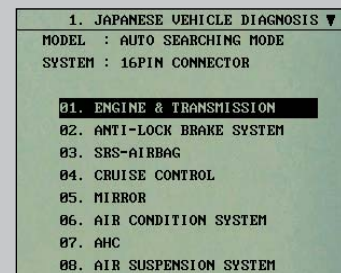 1. JAPANESE VEHICLE DIAGNOSIS ▼
MODEL : AUTO SEARCHING MODE
SYSTEM : 16PIN CONNECTOR
01. ENGINE & TRANSMISSION
02. ANTI-LOCK BRAKE SYSTEM
03. SRS-AIRBAG
04. CRUISE CONTROL
05. MIRROR
06. AIR CONDITION SYSTEM
07. AHC
08. AIR SUSPENSION SYSTEM